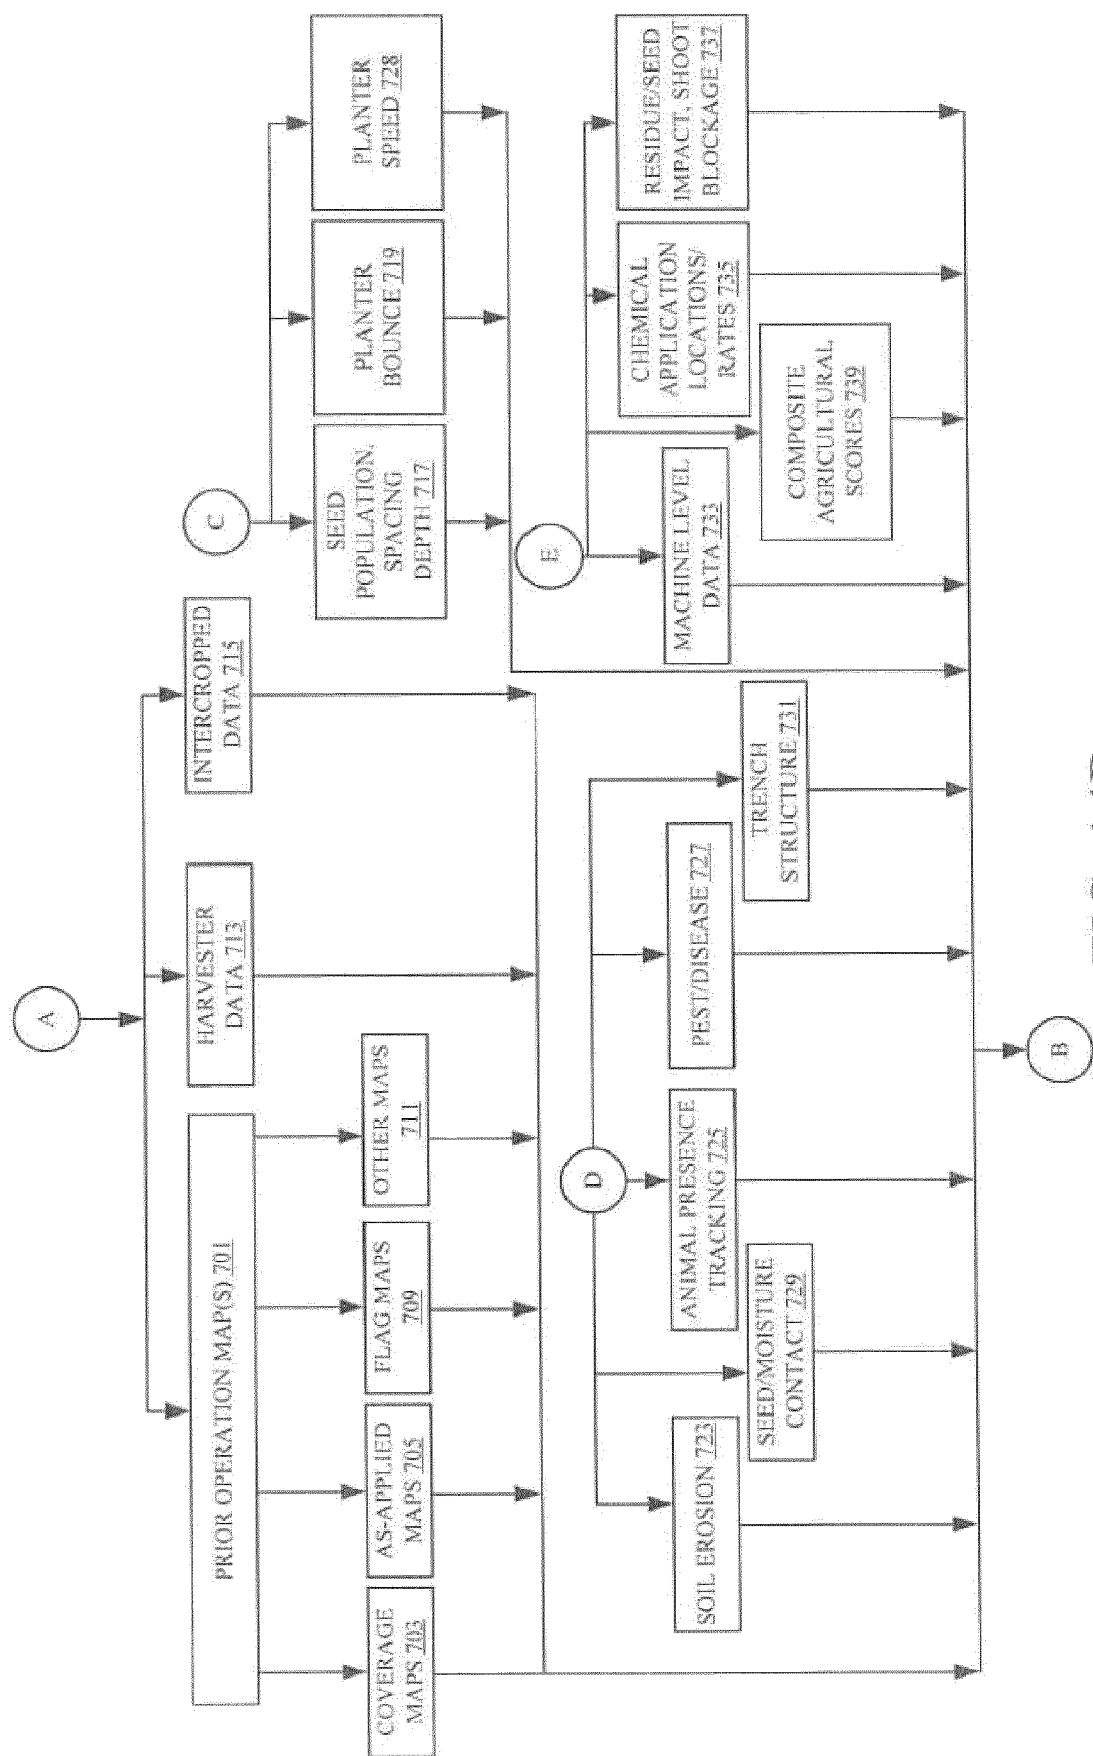 A
PRIOR OPERATION MAP(S) 701
HARVESTER
DATA 713
INTERCROPPED
DATA 715
COVERAGE
MAPS 703
AS-APPLIED
MAPS 705
FLAG MAPS
709
OTHER MAPS
711
C
SEED
POPULATION,
SPACING
DEPTH 717
PLANTER
BOUNCE 719
PLANTER
SPEED 728
D
SOIL EROSION 723
SEED/MOISTURE
CONTACT 729
ANIMAL PRESENCE
TRACKING 725
PEST/DISEASE 727
TRENCH
STRUCTURE 731
E
MACHINE LEVEL
DATA 733
COMPOSITE
AGRICULTURAL
SCORES 739
CHEMICAL
APPLICATION
LOCATIONS/
RATES 735
RESIDUE/SEED
IMPACT, SHOOT
BLOCKAGE 737
B